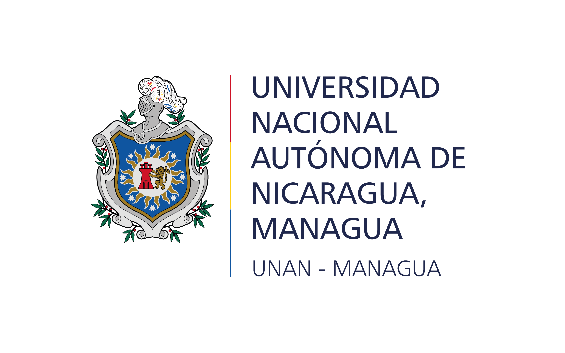 UNIVERSIDAD
NACIONAL
AUTÓNOMA DE
NICARAGUA,
MANAGUA
UNAN - MANAGUA